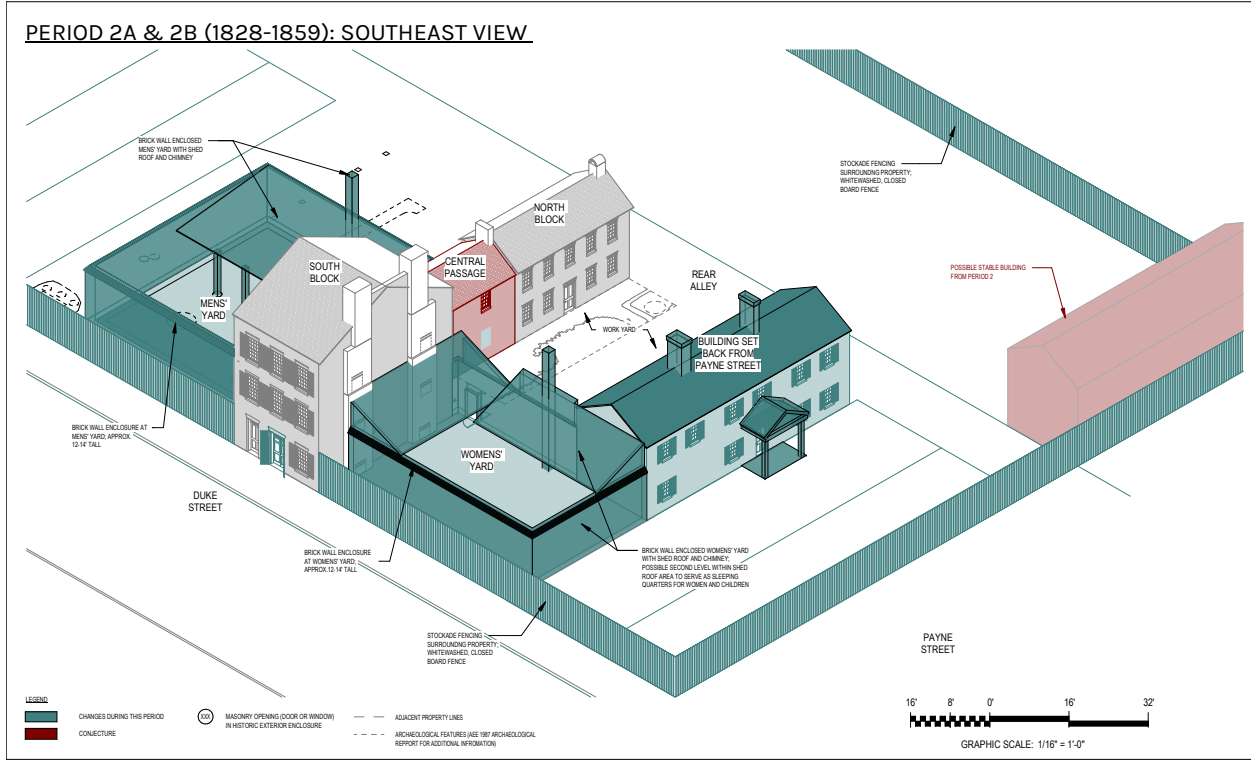 PERIOD 2A & 2B (1828-1859): SOUTHEAST VIEW
BRICK WALL ENCLOSED
MENS' YARD WITH SHED
ROOF AND CHIMNEY
STOCKADE FENCING
SURROUNDNG PROPERTY;
WHITEWASHED, CLOSED
BOARD FENCE
NORTH
BLOCK
SOUTH
BLOCK
CENTRAL
PASSAGE
REAR
ALLEY
POSSIBLE STABLE BUILDING
FROM PERIOD 2
MENS'
YARD
WORK YARD
BUILDING SET
BACK FROM
PAYNE STREET
BRICK WALL ENCLOSURE AT
MENS' YARD; APPROX.
12-14' TALL
WOMENS'
YARD
DUKE
STREET
BRICK WALL ENCLOSURE
AT WOMENS' YARD;
APPROX.12-14' TALL
BRICK WALL ENCLOSED WOMENS' YARD
WITH SHED ROOF AND CHIMNEY;
POSSIBLE SECOND LEVEL WITHIN SHED
ROOF AREA TO SERVE AS SLEEPING
QUARTERS FOR WOMEN AND CHILDREN
STOCKADE FENCING
SURROUNDNG PROPERTY;
WHITEWASHED, CLOSED
BOARD FENCE
PAYNE
STREET
LEGEND
CHANGES DURING THIS PERIOD
CONJECTURE
XXX
MASONRY OPENING (DOOR OR WINDOW)
IN HISTORIC EXTERIOR ENCLOSURE
ADJACENT PROPERTY LINES
ARCHAEOLOGICAL FEATURES (AEE 1987 ARCHAEOLOGICAL
REPPORT FOR ADDITIONAL INFROMATION)
16' 8' 0' 16' 32'
GRAPHIC SCALE: 1/16" = 1'-0"